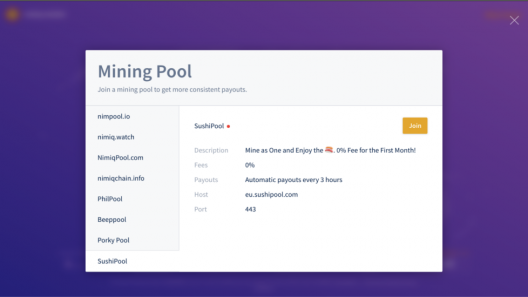 Mining Pool
Join a mining pool to get more consistent payouts.
nimpool.io
nimiq.watch
NimiqPool.com
nimiqchain.info
PhilPool
Beeppool
Porky Pool
SushiPool
SushiPool
Join
Description Mine as One and Enjoy the 🍣. 0% Fee for the First Month!
Fees 0%
Payouts Automatic payouts every 3 hours
Host eu.sushipool.com
Port 443